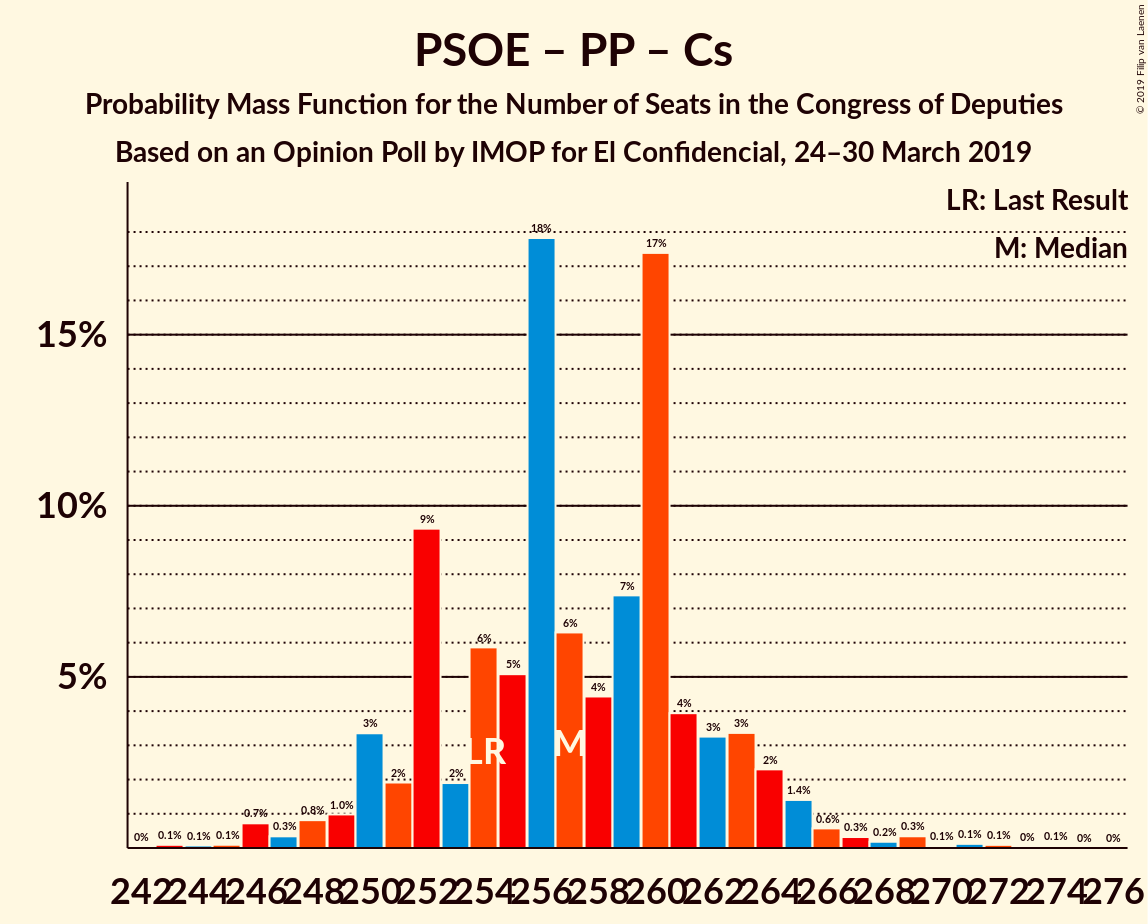 PSOE – PP – Cs
Probability Mass Function for the Number of Seats in the Congress of Deputies
Based on an Opinion Poll by IMOP for El Confidencial, 24–30 March 2019
© 2019 Filip van Laenen
LR: Last Result
M: Median
15%
10%
5%
0% 0.1% 0.1% 0.1% 0.7% 0.3% 0.8% 1.0% 3% 2% 9% 2% 6% 5% 18% 6% 4% 7% 17% 4% 3% 3% 2% 1.4% 0.6% 0.3% 0.2% 0.3% 0.1% 0.1% 0.1% 0% 0.1% 0% 0%
LR M
242 244 246 248 250 252 254 256 258 260 262 264 266 268 270 272 274 276